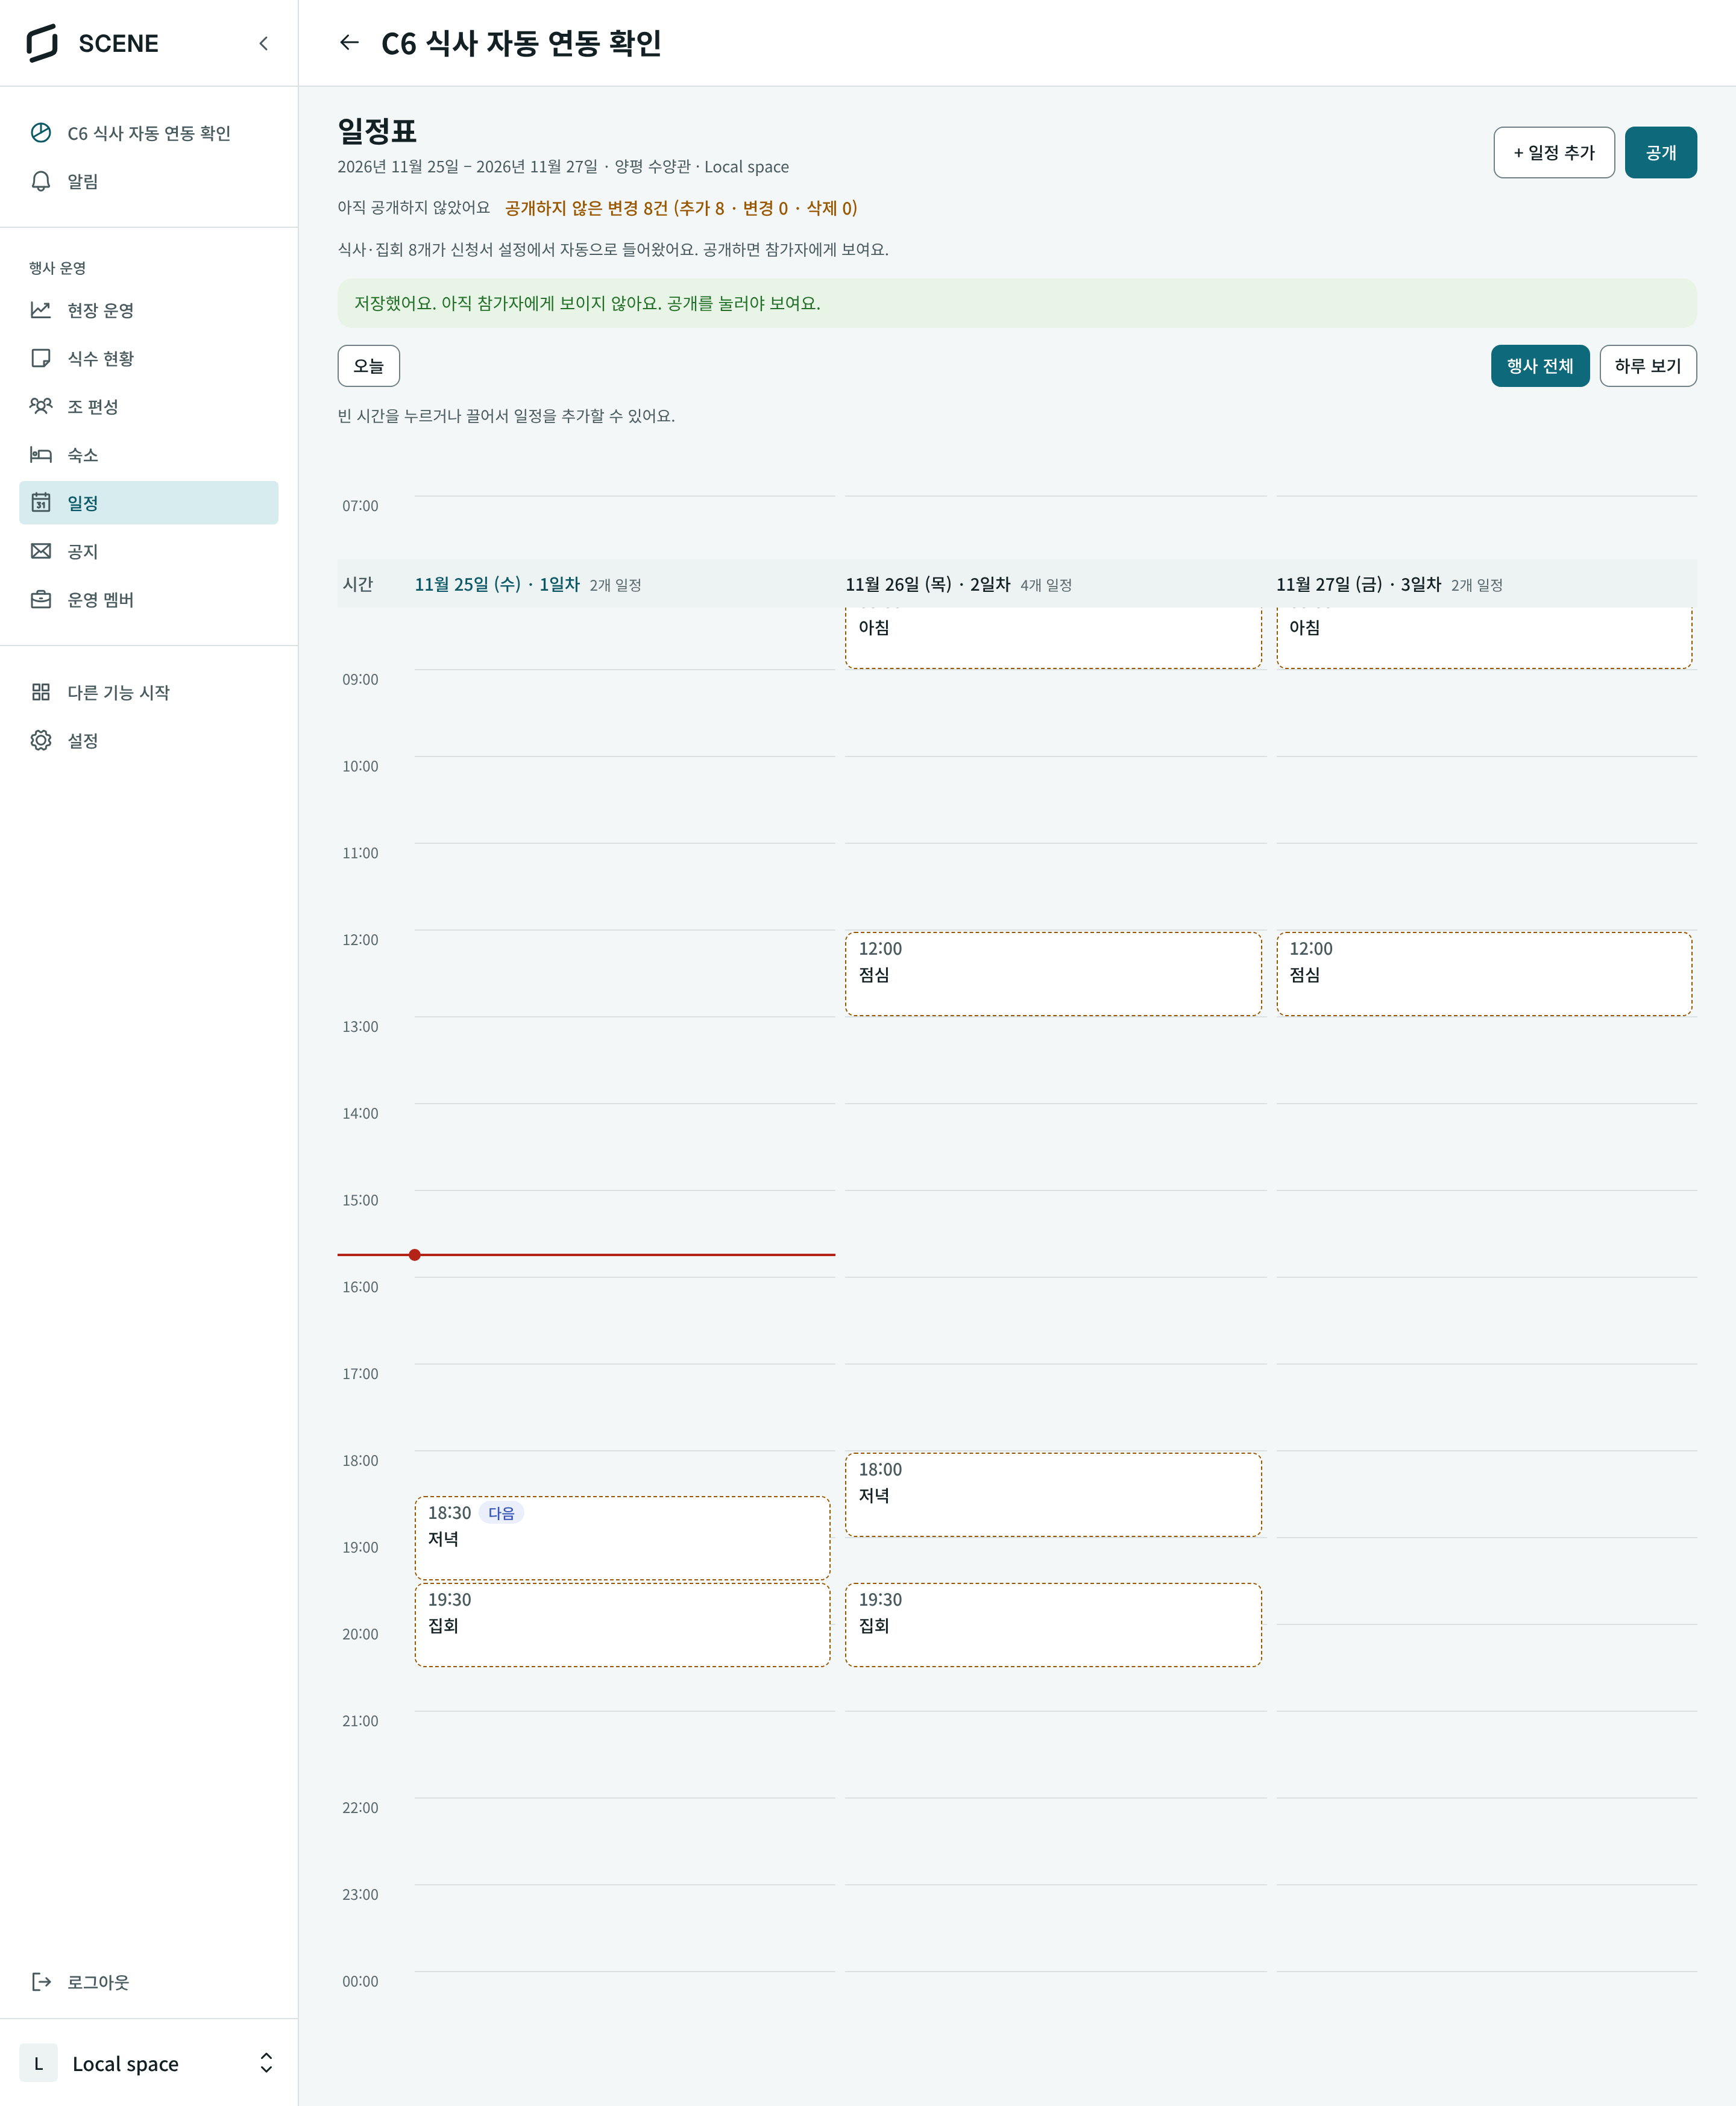 SCENE
C6 식사 자동 연동 확인
알림
행사 운영
현장 운영
식수 현황
조 편성
숙소
31
일정
공지
운영 멤버
다른 기능 시작
설정
로그아웃
L Local space
C6 식사 자동 연동 확인
일정표
2026년 11월 25일 – 2026년 11월 27일 · 양평 수양관 · Local space
+ 일정 추가
공개
아직 공개하지 않았어요 공개하지 않은 변경 8건 (추가 8 · 변경 0 · 삭제 0)
식사·집회 8개가 신청서 설정에서 자동으로 들어왔어요. 공개하면 참가자에게 보여요.
저장했어요. 아직 참가자에게 보이지 않아요. 공개를 눌러야 보여요.
오늘
행사 전체
하루 보기
빈 시간을 누르거나 끌어서 일정을 추가할 수 있어요.
07:00
시간 11월 25일 (수) · 1일차 2개 일정 11월 26일 (목) · 2일차 4개 일정 11월 27일 (금) · 3일차 2개 일정
아침 아침
09:00
10:00
11:00
12:00
12:00 12:00
점심 점심
13:00
14:00
15:00
16:00
17:00
18:00
18:00
저녁
18:30 다음
저녁
19:00
19:30 19:30
집회 집회
20:00
21:00
22:00
23:00
00:00